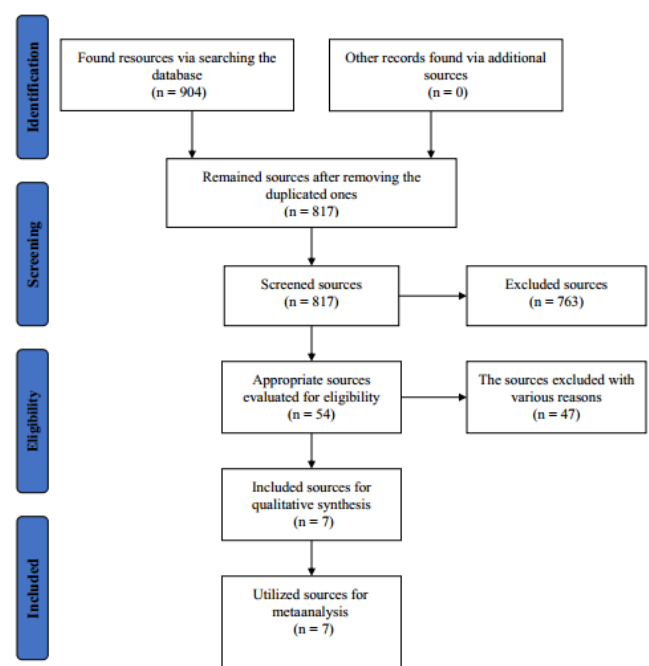 Identification
Found resources via searching the
database
(n = 904)
Other records found via additional
sources
(n = 0)
Remained sources after removing the
duplicated ones
(n = 817)
Screening
Screened sources
(n = 817)
Excluded sources
(n = 763)
Eligibility
Appropriate sources
evaluated for eligibility
(n = 54)
The sources excluded with
various reasons
(n = 47)
Included sources for
qualitative synthesis
(n = 7)
Included
Utilized sources for
metaanalysis
(n = 7)